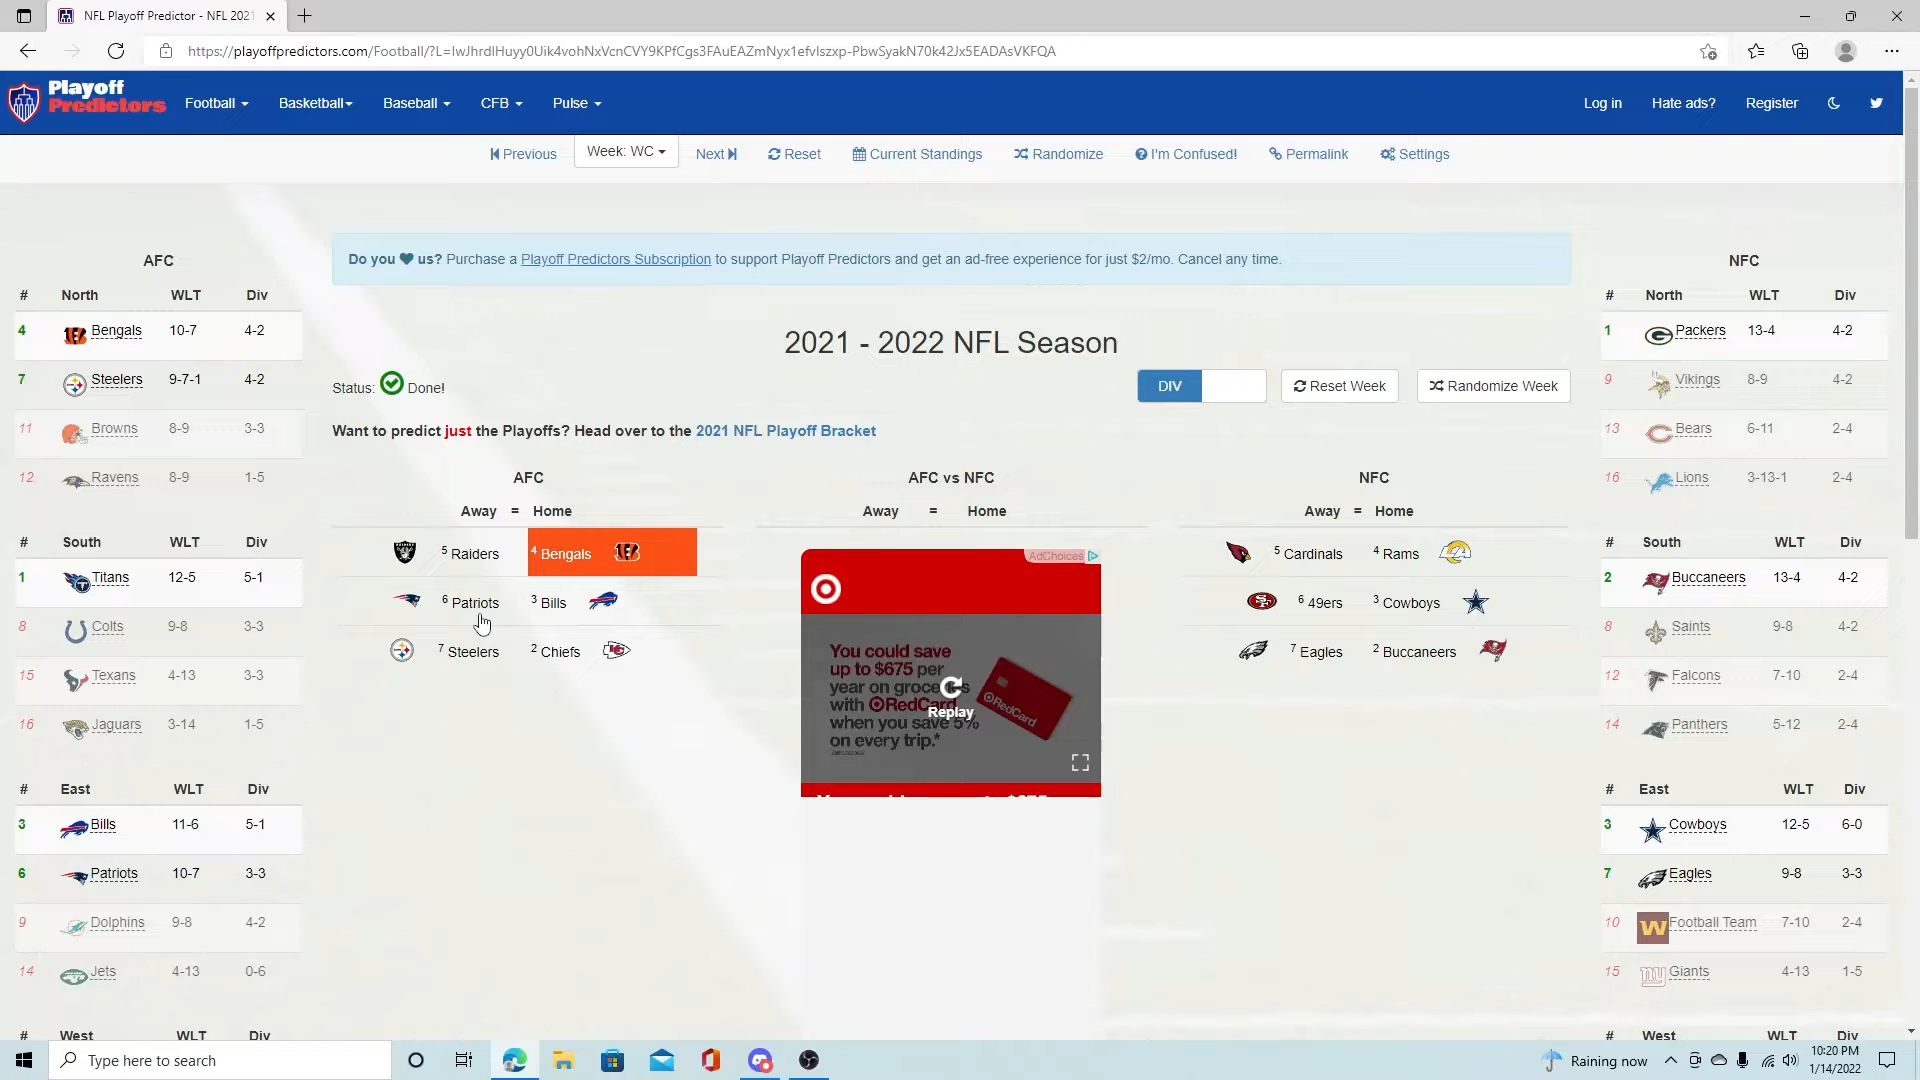 NFL Playoff Predictor - NFL 2021
https://playoffpredictors.com/Football/?L=IwJhrdlHuyy0Uik4vohNxVcnCVY9KPfCgs3FAuEAZmNyx1efvlszxp-PbwSyakN70k42Jx5EADAsVKFQA
Playoff
Predictors
Football
Basketball
Baseball
CFB
Pulse
Log in
Hate ads?
Register
Previous
Week: WC
Next
Reset
Current Standings
Randomize
I'm Confused!
Permalink
Settings
Do you us? Purchase a Playoff Predictors Subscription to support Playoff Predictors and get an ad-free experience for just $2/mo. Cancel any time.
2021 - 2022 NFL Season
Status: Done!
DIV
Reset Week
Randomize Week
Want to predict just the Playoffs? Head over to the 2021 NFL Playoff Bracket
AFC
# North WLT Div
4 Bengals 10-7 4-2
7 Steelers 9-7-1 4-2
11 Browns 8-9 3-3
12 Ravens 8-9 1-5
# South WLT Div
1 Titans 12-5 5-1
8 Colts 9-8 3-3
15 Texans 4-13 3-3
16 Jaguars 3-14 1-5
# East WLT Div
3 Bills 11-6 5-1
6 Patriots 10-7 3-3
9 Dolphins 9-8 4-2
14 Jets 4-13 0-6
# West WLT Div
AFC
Away = Home
5 Raiders 4 Bengals
6 Patriots 3 Bills
7 Steelers 2 Chiefs
AFC vs NFC
Away = Home
AdChoices
You could save
up to $675 per
year on groceries
with RedCard
when you save 5%
on every trip.*
RedCard
Replay
NFC
Away = Home
5 Cardinals 4 Rams
6 49ers 3 Cowboys
7 Eagles 2 Buccaneers
NFC
# North WLT Div
1 Packers 13-4 4-2
9 Vikings 8-9 4-2
13 Bears 6-11 2-4
16 Lions 3-13-1 2-4
# South WLT Div
2 Buccaneers 13-4 4-2
8 Saints 9-8 4-2
12 Falcons 7-10 2-4
14 Panthers 5-12 2-4
# East WLT Div
3 Cowboys 12-5 6-0
7 Eagles 9-8 3-3
10 Football Team 7-10 2-4
15 Giants 4-13 1-5
# West WLT Div
Type here to search
Raining now
10:20 PM
1/14/2022